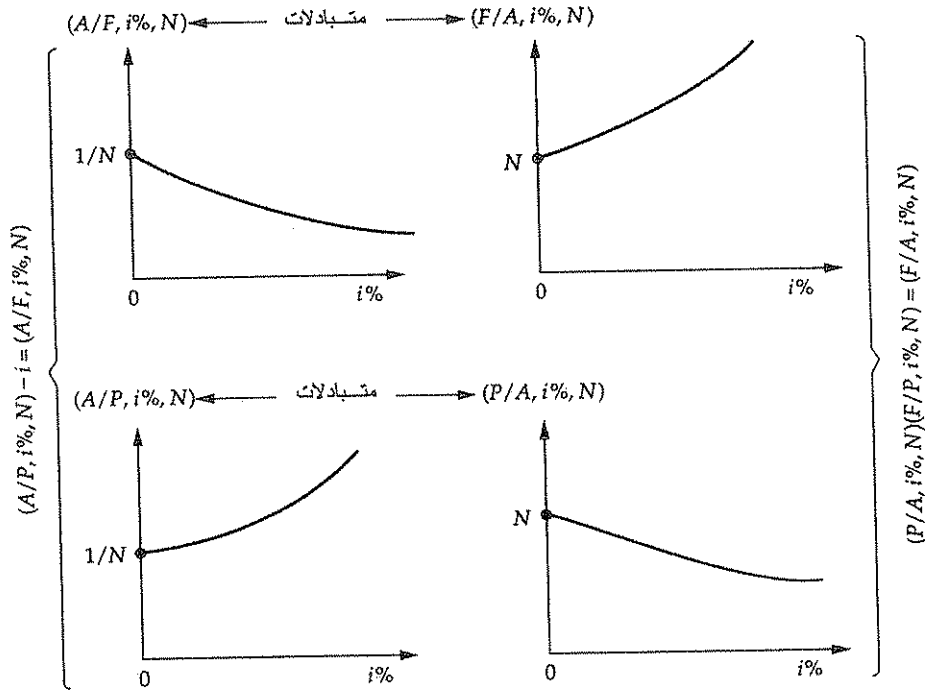 (A/F, i%, N) متبادلات (F/A, i%, N)
1/N
0
i%
N
0
i%
(A/P, i%, N) − i = (A/F, i%, N)
(P/A, i%, N)(F/P, i%, N) = (F/A, i%, N)
(A/P, i%, N) متبادلات (P/A, i%, N)
1/N
0
i%
N
0
i%